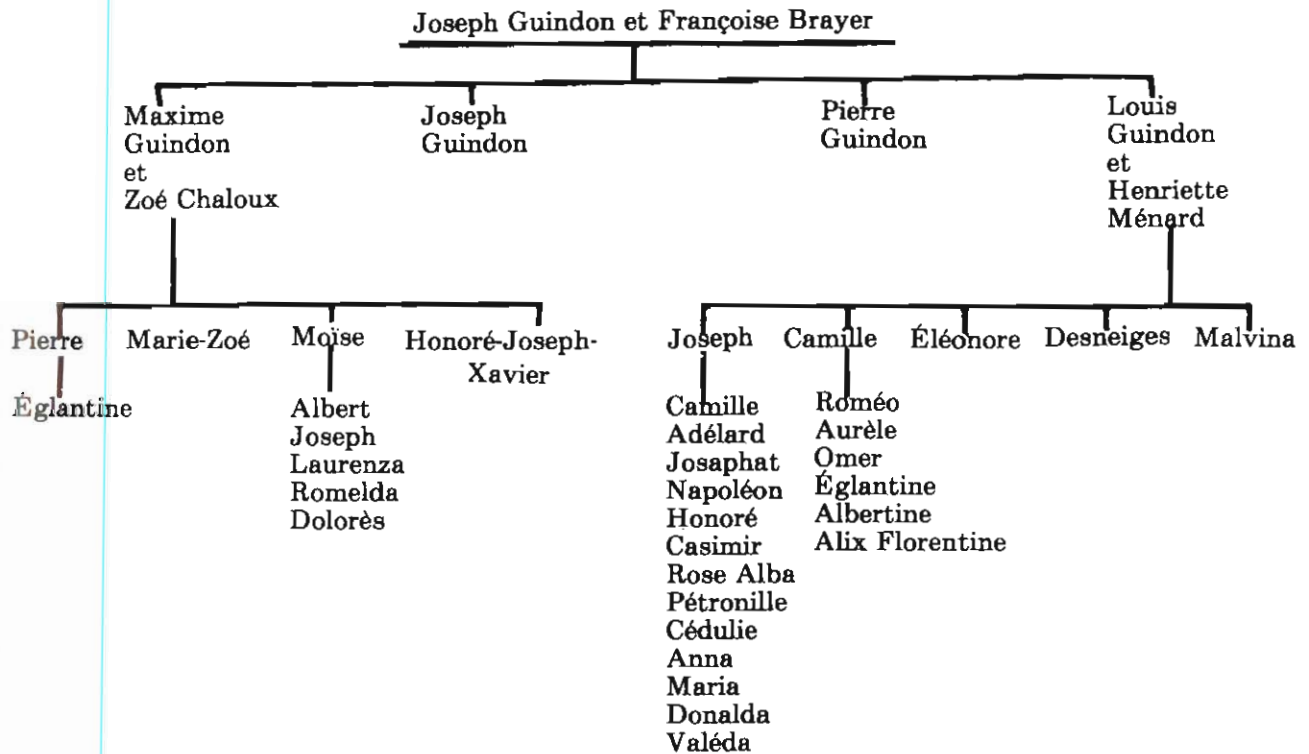 Joseph Guindon et Françoise Brayer
Maxime
Guindon
et
Zoé Chaloux
Joseph
Guindon
Pierre
Guindon
Louis
Guindon
et
Henriette
Ménard
Pierre
Marie-Zoé
Moïse
Honoré-Joseph-
Xavier
Joseph
Camille
Éléonore
Desneiges
Malvina
Églantine
Albert
Joseph
Laurenza
Romelda
Dolorès
Camille
Adélard
Josaphat
Napoléon
Honoré
Casimir
Rose Alba
Pétronille
Cédulie
Anna
Maria
Donalda
Valéda
Roméo
Aurèle
Omer
Églantine
Albertine
Alix Florentine